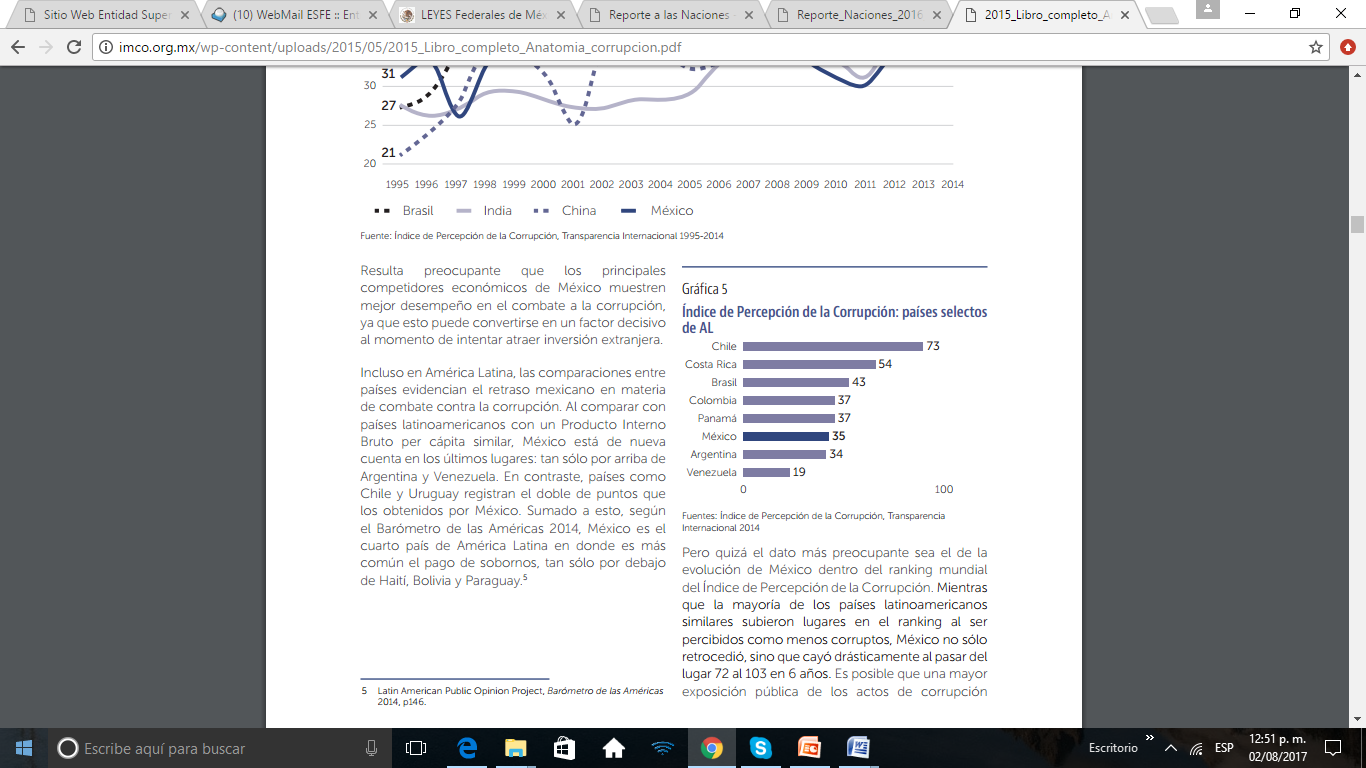 Sitio Web Entidad Super
(10) WebMail ESFE :: Ent
LEYES Federales de Méx
Reporte a las Naciones -
Reporte_Naciones_2016
2015_Libro_completo_A
imco.org.mx/wp-content/uploads/2015/05/2015_Libro_completo_Anatomia_corrupcion.pdf
31
30
27
25
21
20
1995 1996 1997 1998 1999 2000 2001 2002 2003 2004 2005 2006 2007 2008 2009 2010 2011 2012 2013 2014
Brasil India China México
Fuente: Índice de Percepción de la Corrupción, Transparencia Internacional 1995-2014
Resulta preocupante que los principales
competidores económicos de México muestren
mejor desempeño en el combate a la corrupción,
ya que esto puede convertirse en un factor decisivo
al momento de intentar atraer inversión extranjera.
Incluso en América Latina, las comparaciones entre
países evidencian el retraso mexicano en materia
de combate contra la corrupción. Al comparar con
países latinoamericanos con un Producto Interno
Bruto per cápita similar, México está de nueva
cuenta en los últimos lugares: tan sólo por arriba de
Argentina y Venezuela. En contraste, países como
Chile y Uruguay registran el doble de puntos que
los obtenidos por México. Sumado a esto, según
el Barómetro de las Américas 2014, México es el
cuarto país de América Latina en donde es más
común el pago de sobornos, tan sólo por debajo
de Haití, Bolivia y Paraguay.⁵
5 Latin American Public Opinion Project, Barómetro de las Américas
2014, p146.
Gráfica 5
Índice de Percepción de la Corrupción: países selectos
de AL
Chile 73
Costa Rica 54
Brasil 43
Colombia 37
Panamá 37
México 35
Argentina 34
Venezuela 19
0 100
Fuentes: Índice de Percepción de la Corrupción, Transparencia
Internacional 2014
Pero quizá el dato más preocupante sea el de la
evolución de México dentro del ranking mundial
del Índice de Percepción de la Corrupción. Mientras
que la mayoría de los países latinoamericanos
similares subieron lugares en el ranking al ser
percibidos como menos corruptos, México no sólo
retrocedió, sino que cayó drásticamente al pasar del
lugar 72 al 103 en 6 años. Es posible que una mayor
exposición pública de los actos de corrupción
Escribe aquí para buscar
Escritorio
ESP
12:51 p. m.
02/08/2017